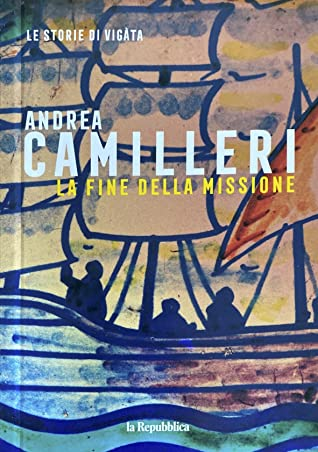 LE STORIE DI VIGÀTA
ANDREA
CAMILLERI
LA FINE DELLA MISSIONE
la Repubblica